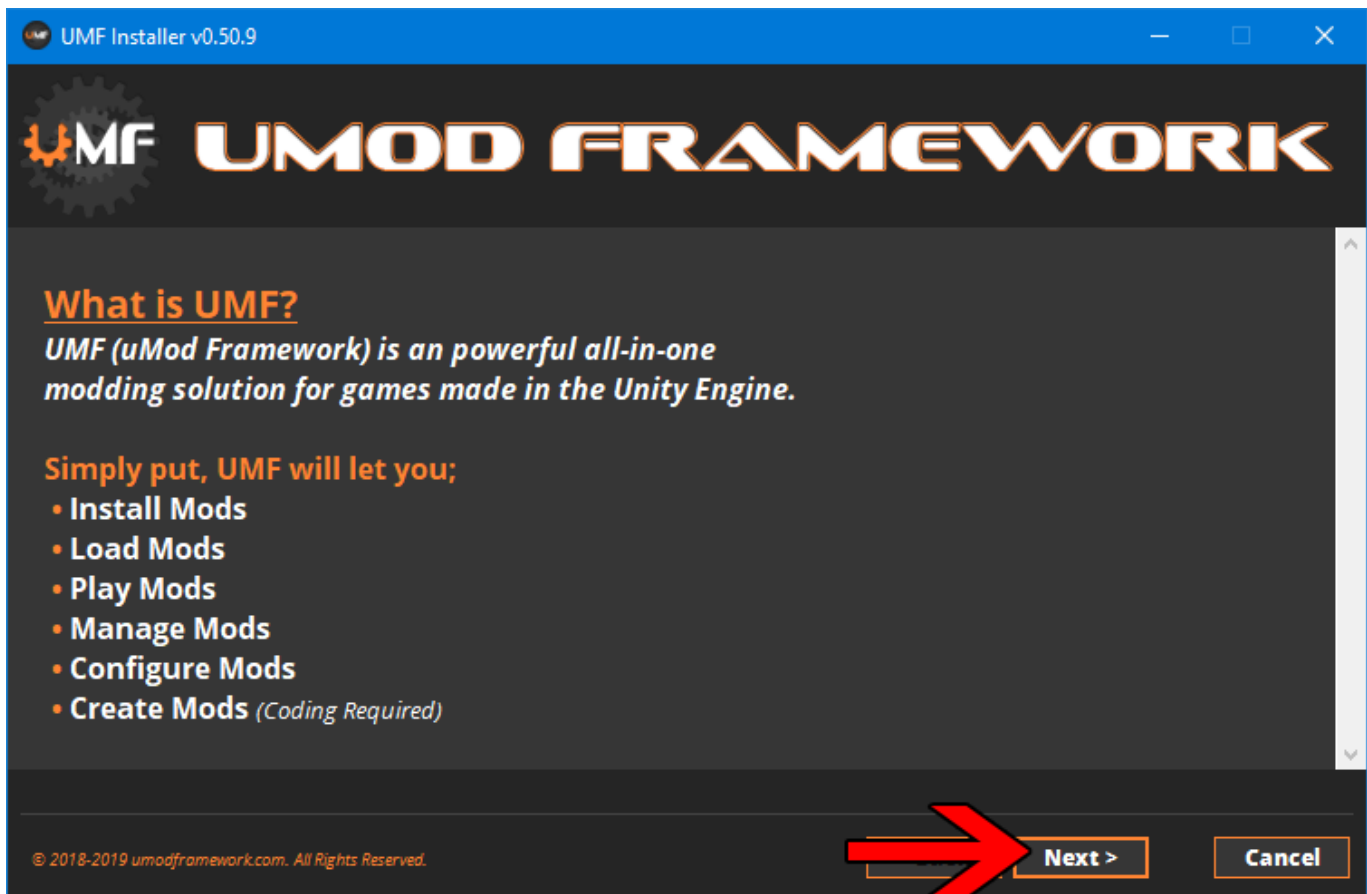 UMF Installer v0.50.9
UMF UMOD FRAMEWORK
What is UMF?
UMF (uMod Framework) is an powerful all-in-one
modding solution for games made in the Unity Engine.
Simply put, UMF will let you;
• Install Mods
• Load Mods
• Play Mods
• Manage Mods
• Configure Mods
• Create Mods (Coding Required)
© 2018-2019 umodframework.com. All Rights Reserved.
Next >
Cancel